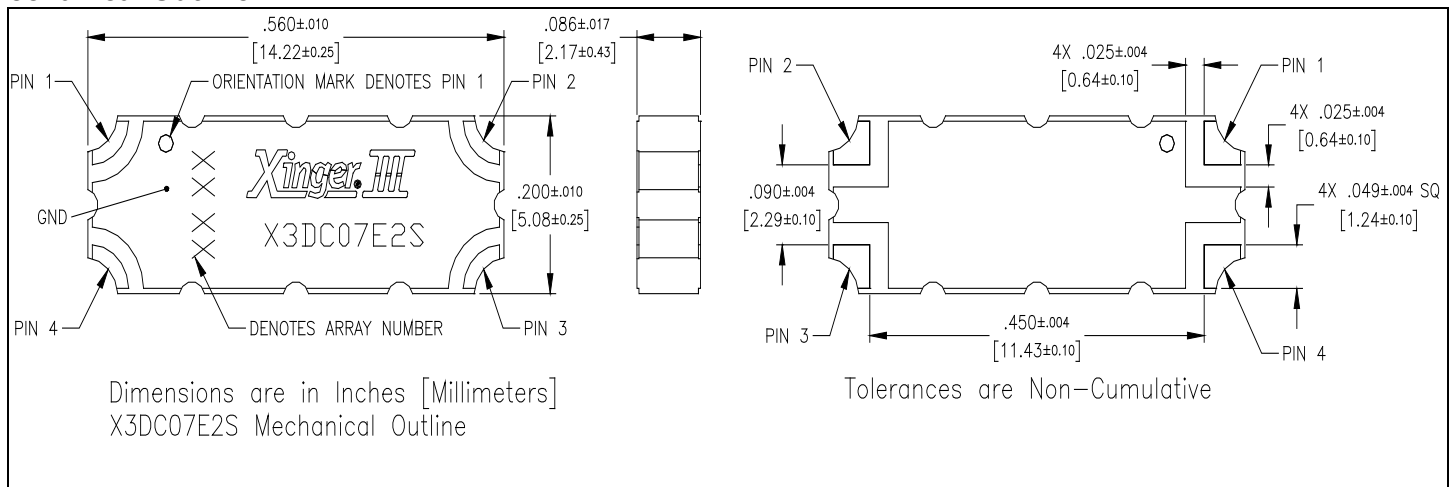 .560±.010
[14.22±0.25]
.086±.017
[2.17±0.43]
PIN 1
ORIENTATION MARK DENOTES PIN 1
PIN 2
Xinger III
X3DC07E2S
GND
.200±.010
[5.08±0.25]
PIN 4
DENOTES ARRAY NUMBER
PIN 3
Dimensions are in Inches [Millimeters]
X3DC07E2S Mechanical Outline
PIN 2
4X .025±.004
[0.64±0.10]
PIN 1
4X .025±.004
[0.64±0.10]
.090±.004
[2.29±0.10]
4X .049±.004 SQ
[1.24±0.10]
PIN 3
.450±.004
[11.43±0.10]
PIN 4
Tolerances are Non-Cumulative